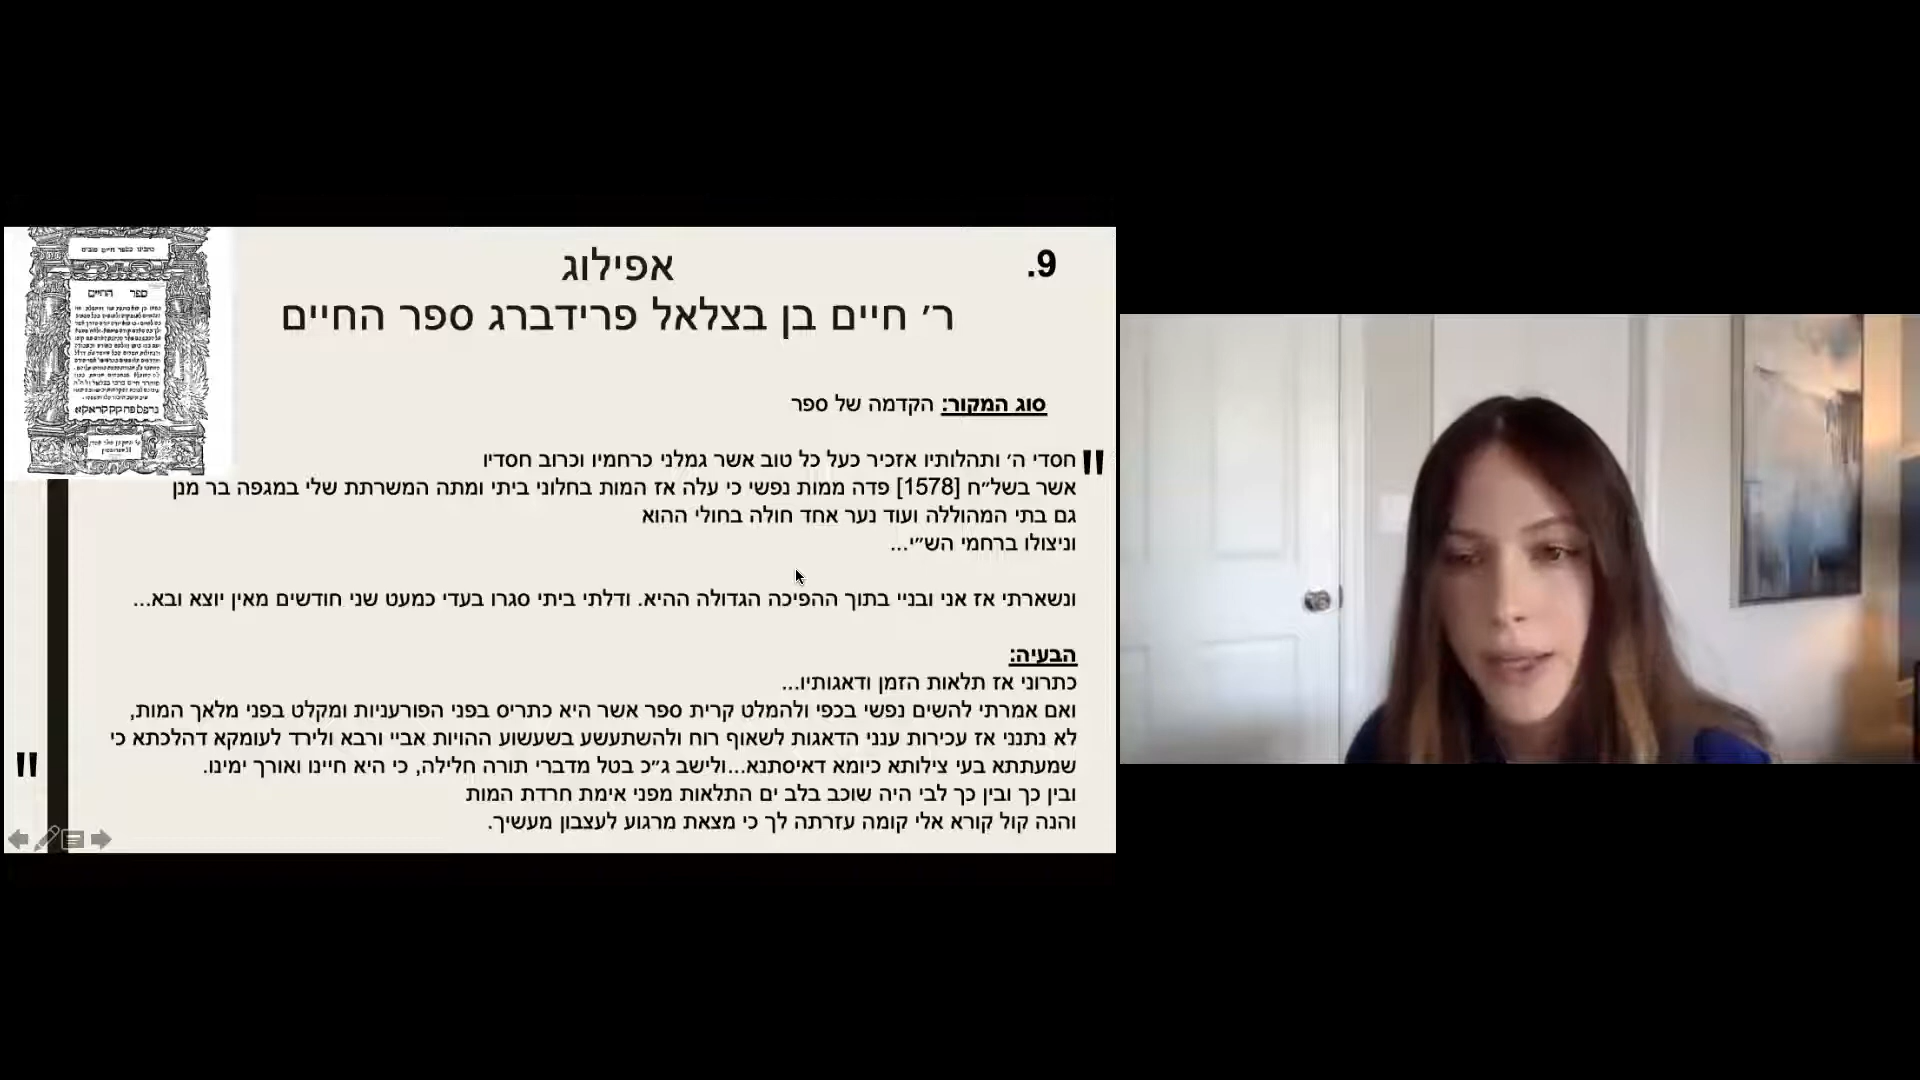 9.
אפילוג
ר׳ חיים בן בצלאל פרידברג ספר החיים
ספר החיים
סוג המקור: הקדמה של ספר
"
חסדי ה׳ ותהלותיו אזכיר כעל כל טוב אשר גמלני כרחמיו וכרוב חסדיו
אשר בשל״ח [1578] פדה ממות נפשי כי עלה אז המות בחלוני ביתי ומתה המשרתת שלי במגפה בר מנן
גם בתי המהוללה ועוד נער אחד חולה בחולי ההוא
וניצולו ברחמי הש״י...
ונשארתי אז אני ובניי בתוך ההפיכה הגדולה ההיא. ודלתי ביתי סגרו בעדי כמעט שני חודשים מאין יוצא ובא...
הבעיה:
כתרוני אז תלאות הזמן ודאגותיו...
ואם אמרתי להשים נפשי בכפי ולהמלט קרית ספר אשר היא כתריס בפני הפורעניות ומקלט בפני מלאך המות,
לא נתנני אז עכירות ענני הדאגות לשאוף רוח ולהשתעשע בשעשוע ההויות אביי ורבא ולירד לעומקא דהלכתא כי
שמעתתא בעי צילותא כיומא דאיסתנא...ולישב ג״כ בטל מדברי תורה חלילה, כי היא חיינו ואורך ימינו.
ובין כך ובין כך לבי היה שוכב בלב ים התלאות מפני אימת חרדת המות
והנה קול קורא אלי קומה עזרתה לך כי מצאת מרגוע לעצבון מעשיך.
"